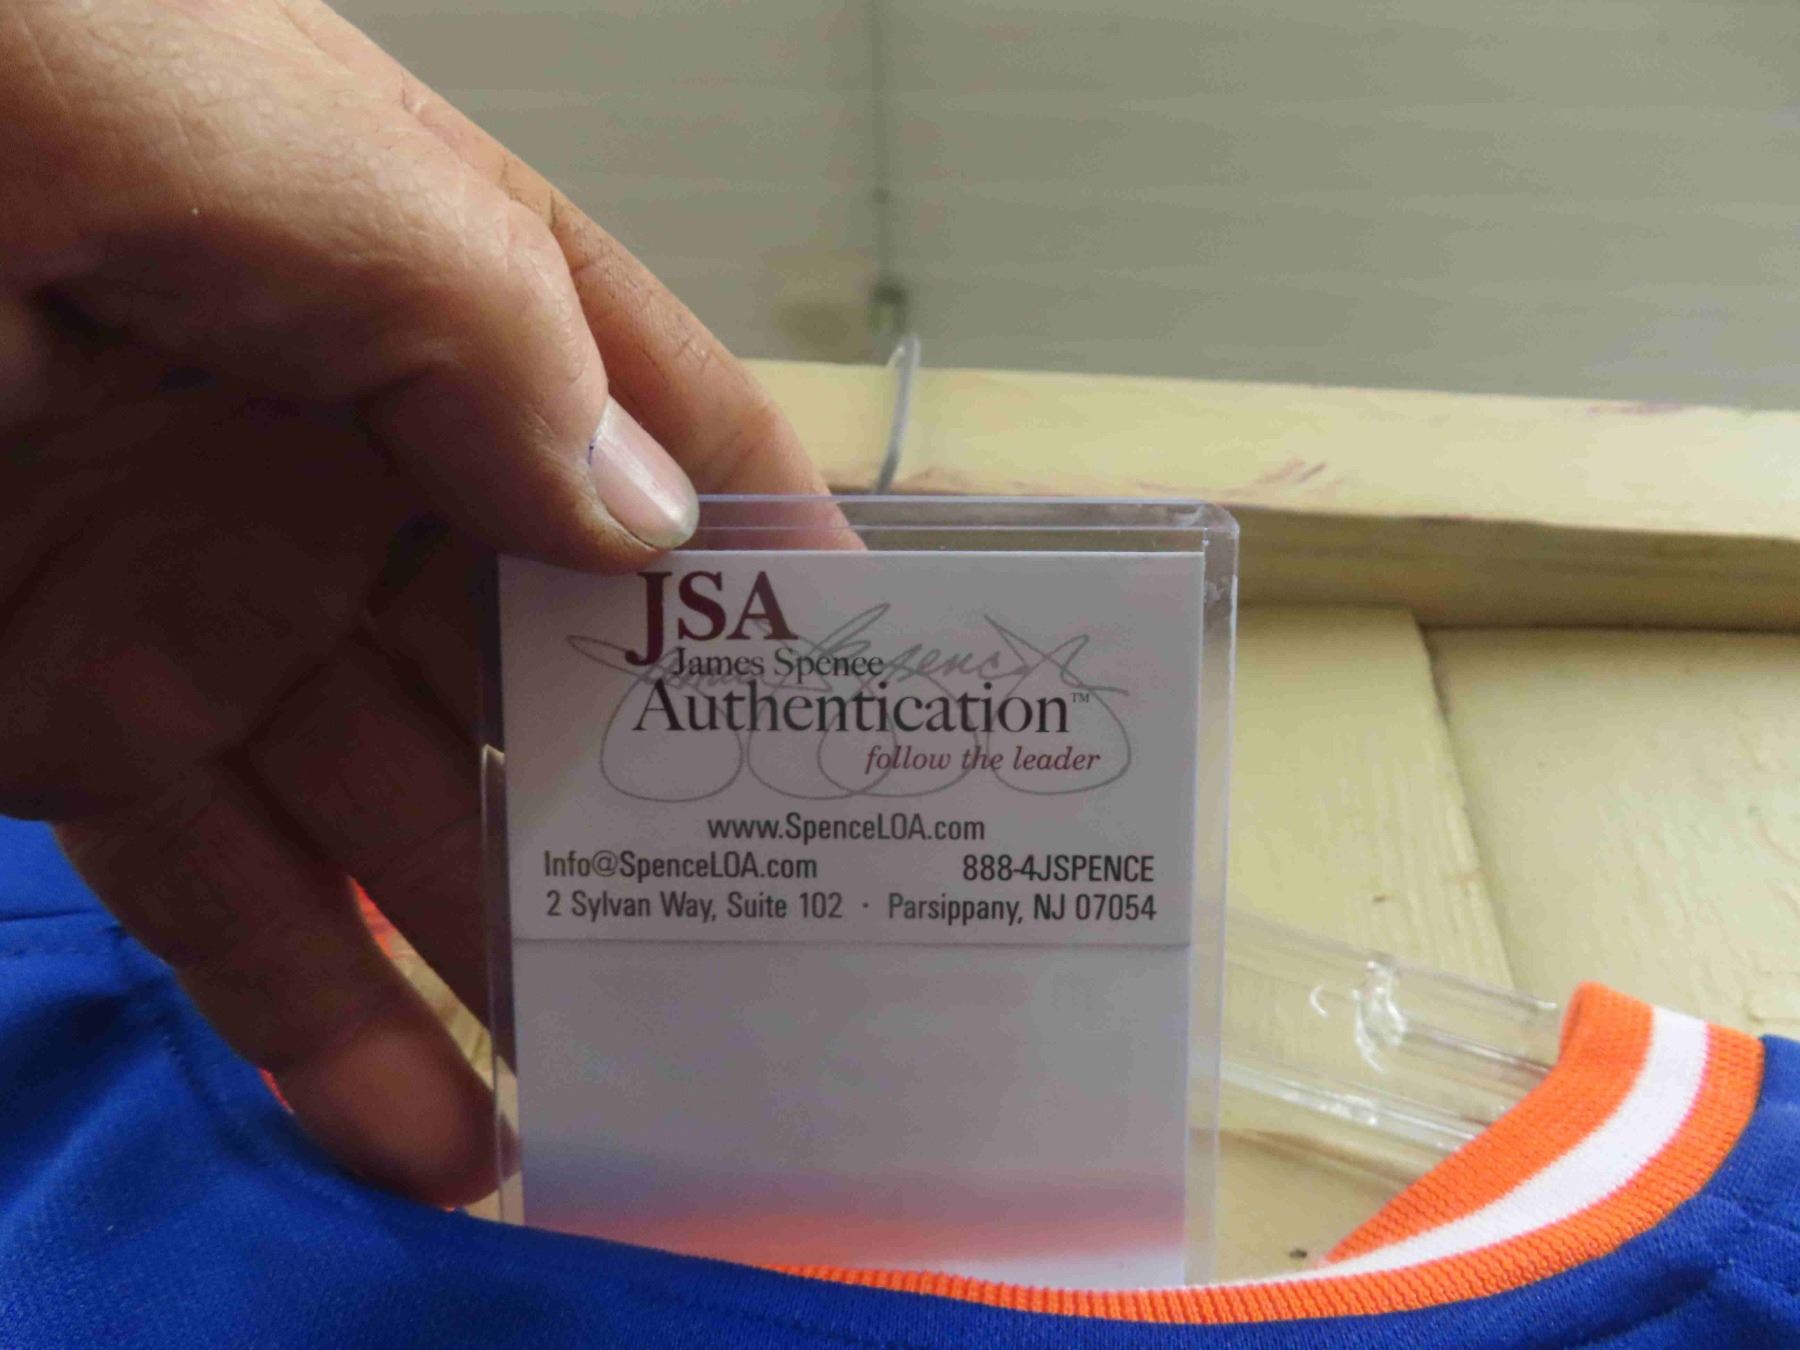 JSA
James Spence
Authentication™
follow the leader
www.SpenceLOA.com
Info@SpenceLOA.com 888-4JSPENCE
2 Sylvan Way, Suite 102 · Parsippany, NJ 07054